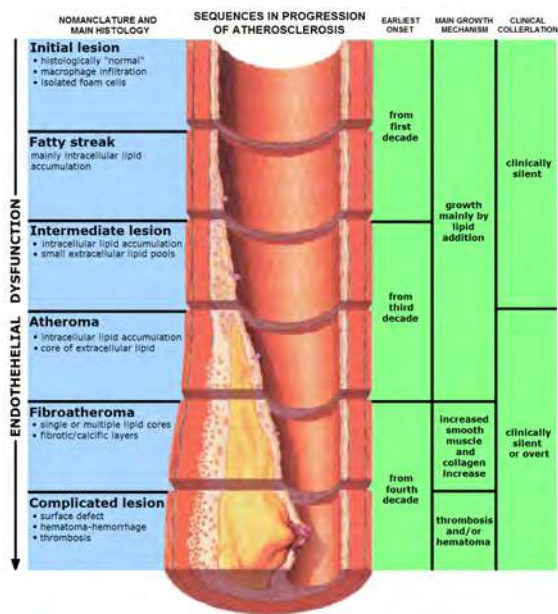 NOMANCLATURE AND
MAIN HISTOLOGY
SEQUENCES IN PROGRESSION
OF ATHEROSCLEROSIS
EARLIEST
ONSET
MAIN GROWTH
MECHANISM
CLINICAL
COLLERLATION
Initial lesion
• histologically "normal"
• macrophage infiltration
• isolated foam cells
Fatty streak
mainly intracellular lipid
accumulation
Intermediate lesion
• intracellular lipid accumulation
• small extracellular lipid pools
Atheroma
• intracellular lipid accumulation
• core of extracellular lipid
Fibroatheroma
• single or multiple lipid cores
• fibrotic/calcific layers
Complicated lesion
• surface defect
• hematoma-hemorrhage
• thrombosis
ENDOTHEHELIAL DYSFUNCTION
from
first
decade
from
third
decade
from
fourth
decade
growth
mainly by
lipid
addition
increased
smooth
muscle
and
collagen
increase
thrombosis
and/or
hematoma
clinically
silent
clinically
silent
or overt